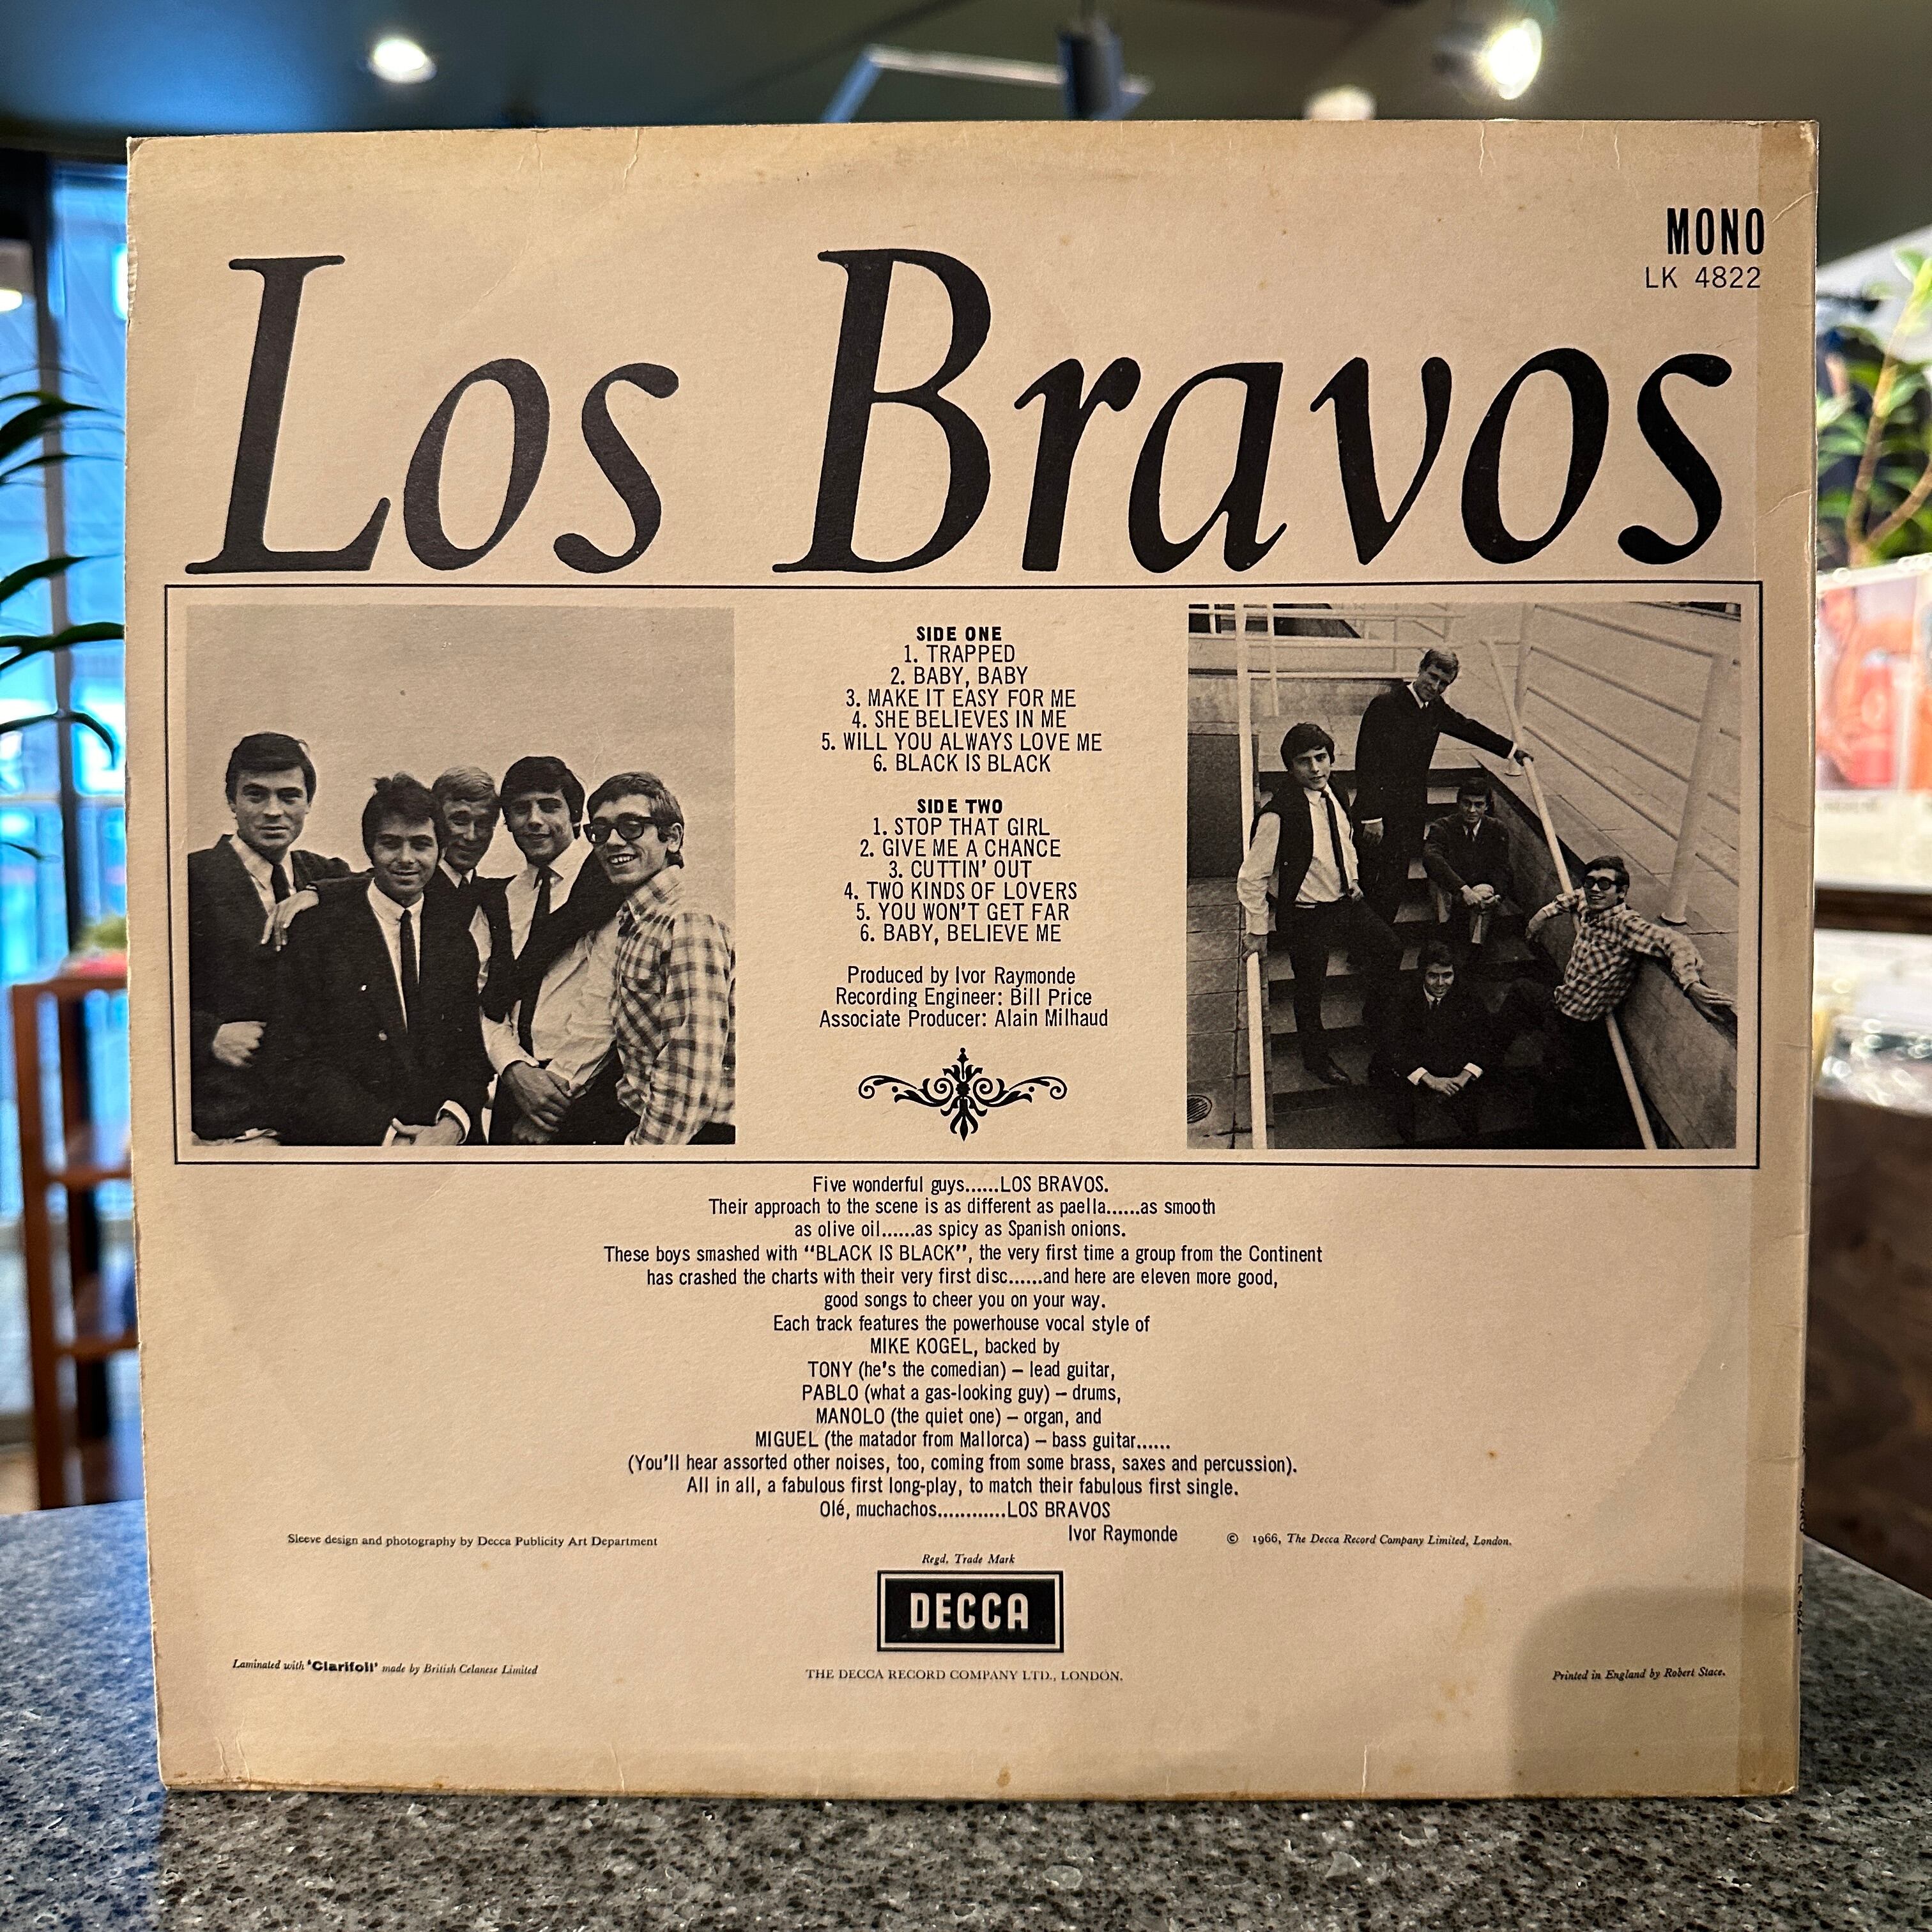 MONO
LK 4822
Los Bravos
SIDE ONE
1. TRAPPED
2. BABY, BABY
3. MAKE IT EASY FOR ME
4. SHE BELIEVES IN ME
5. WILL YOU ALWAYS LOVE ME
6. BLACK IS BLACK
SIDE TWO
1. STOP THAT GIRL
2. GIVE ME A CHANCE
3. CUTTIN' OUT
4. TWO KINDS OF LOVERS
5. YOU WON'T GET FAR
6. BABY, BELIEVE ME
Produced by Ivor Raymonde
Recording Engineer: Bill Price
Associate Producer: Alain Milhaud
Five wonderful guys......LOS BRAVOS.
Their approach to the scene is as different as paella......as smooth
as olive oil......as spicy as Spanish onions.
These boys smashed with “BLACK IS BLACK”, the very first time a group from the Continent
has crashed the charts with their very first disc......and here are eleven more good,
good songs to cheer you on your way.
Each track features the powerhouse vocal style of
MIKE KOGEL, backed by
TONY (he's the comedian) – lead guitar,
PABLO (what a gas-looking guy) – drums,
MANOLO (the quiet one) – organ, and
MIGUEL (the matador from Mallorca) – bass guitar......
(You'll hear assorted other noises, too, coming from some brass, saxes and percussion).
All in all, a fabulous first long-play, to match their fabulous first single.
Olé, muchachos............LOS BRAVOS
Ivor Raymonde
Sleeve design and photography by Decca Publicity Art Department
© 1966, The Decca Record Company Limited, London.
Regd. Trade Mark
DECCA
Laminated with 'Clarifoil' made by British Celanese Limited
THE DECCA RECORD COMPANY LTD., LONDON.
Printed in England by Robert Stace.